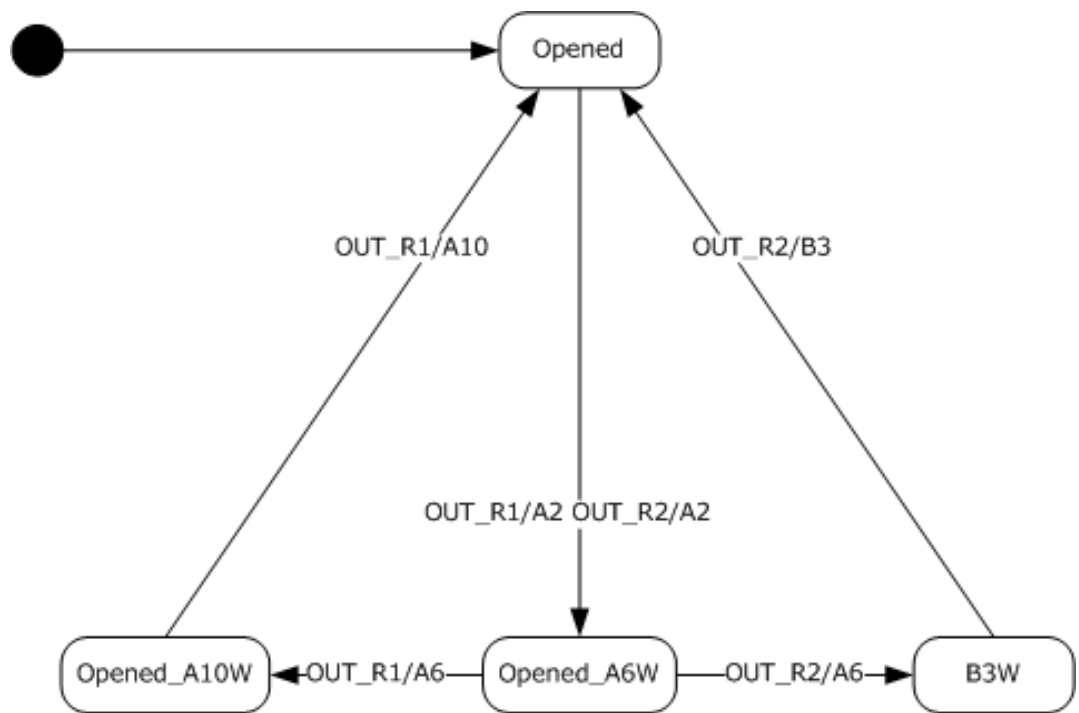 Opened
OUT_R1/A10
OUT_R2/B3
OUT_R1/A2 OUT_R2/A2
Opened_A10W
OUT_R1/A6
Opened_A6W
OUT_R2/A6
B3W